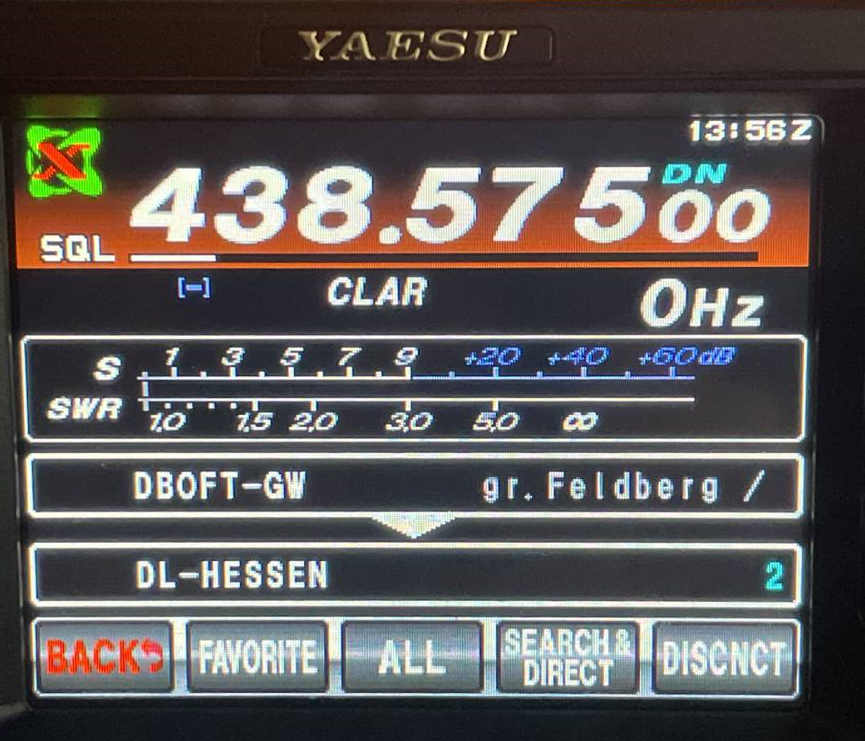 YAESU
13:56Z
438.57500 DN
SQL
[-] CLAR 0Hz
S 1 3 5 7 9 +20 +40 +60dB
SWR 1.0 1.5 2.0 3.0 5.0 ∞
DB0FT-GW gr.Feldberg /
DL-HESSEN 2
BACK FAVORITE ALL SEARCH & DIRECT DISCNCT